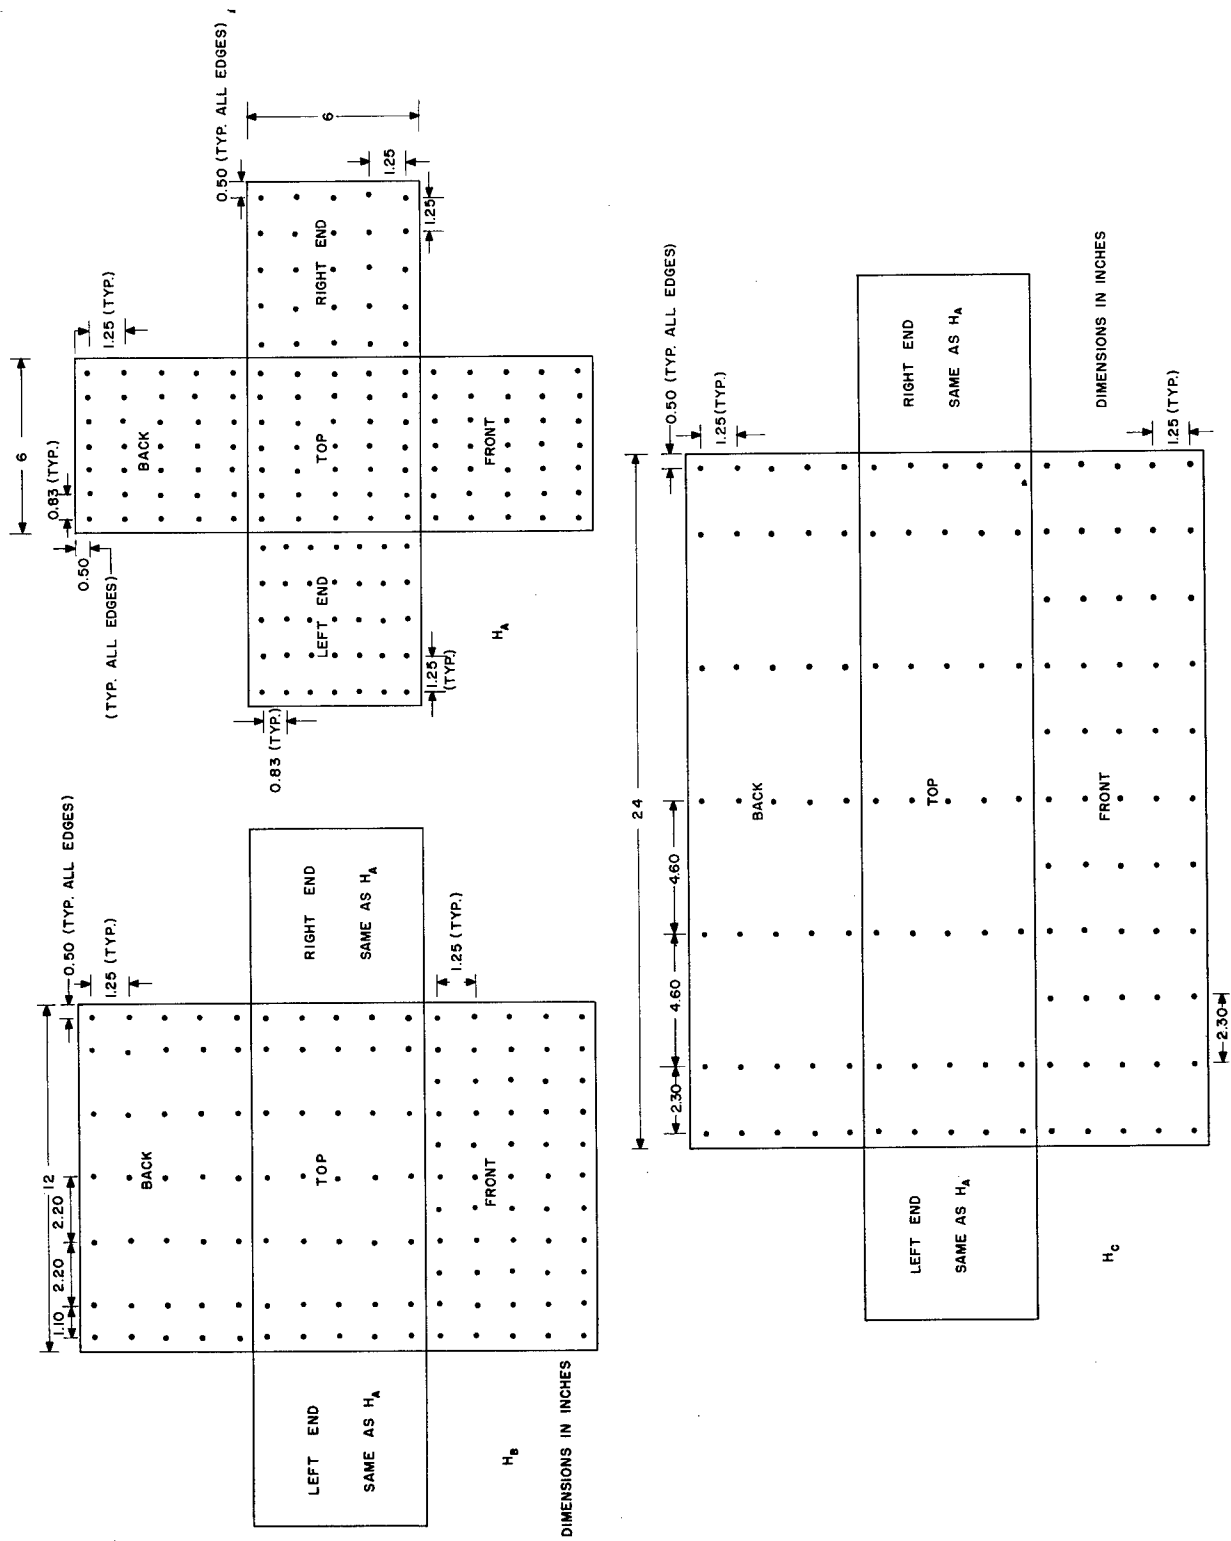 0.50 (TYP. ALL EDGES)
6
6
1.25 (TYP.)
0.83 (TYP.)
0.50
(TYP. ALL EDGES)
BACK
1.25
RIGHT END
1.25
TOP
LEFT END
FRONT
1.25
(TYP.)
0.83 (TYP.)
H_A
0.50 (TYP. ALL EDGES)
1.25 (TYP.)
12
1.10
2.20
2.20
BACK
LEFT END
SAME AS H_A
TOP
RIGHT END
SAME AS H_A
1.25 (TYP.)
FRONT
H_B
DIMENSIONS IN INCHES
24
0.50 (TYP. ALL EDGES)
1.25 (TYP.)
2.30
4.60
4.60
BACK
LEFT END
SAME AS H_A
TOP
RIGHT END
SAME AS H_A
FRONT
1.25 (TYP.)
2.30
H_C
DIMENSIONS IN INCHES